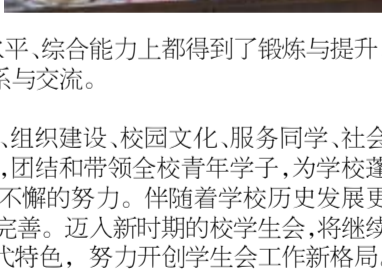 水平、综合能力上都得到了锻炼与提升
系与交流。
、组织建设、校园文化、服务同学、社会
,团结和带领全校青年学子,为学校蓬
不懈的努力。伴随着学校历史发展更
完善。迈入新时期的校学生会,将继续
代特色，努力开创学生会工作新格局。